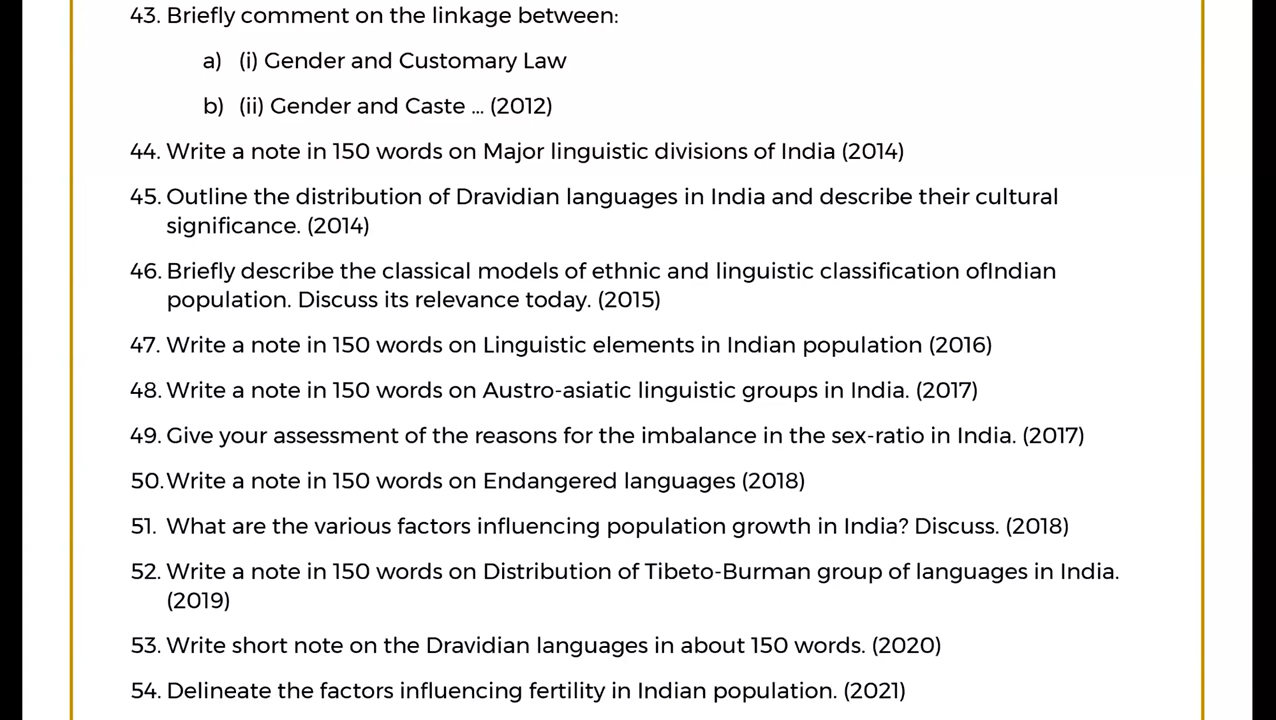 43. Briefly comment on the linkage between:
a) (i) Gender and Customary Law
b) (ii) Gender and Caste ... (2012)
44. Write a note in 150 words on Major linguistic divisions of India (2014)
45. Outline the distribution of Dravidian languages in India and describe their cultural
significance. (2014)
46. Briefly describe the classical models of ethnic and linguistic classification ofIndian
population. Discuss its relevance today. (2015)
47. Write a note in 150 words on Linguistic elements in Indian population (2016)
48. Write a note in 150 words on Austro-asiatic linguistic groups in India. (2017)
49. Give your assessment of the reasons for the imbalance in the sex-ratio in India. (2017)
50. Write a note in 150 words on Endangered languages (2018)
51. What are the various factors influencing population growth in India? Discuss. (2018)
52. Write a note in 150 words on Distribution of Tibeto-Burman group of languages in India.
(2019)
53. Write short note on the Dravidian languages in about 150 words. (2020)
54. Delineate the factors influencing fertility in Indian population. (2021)